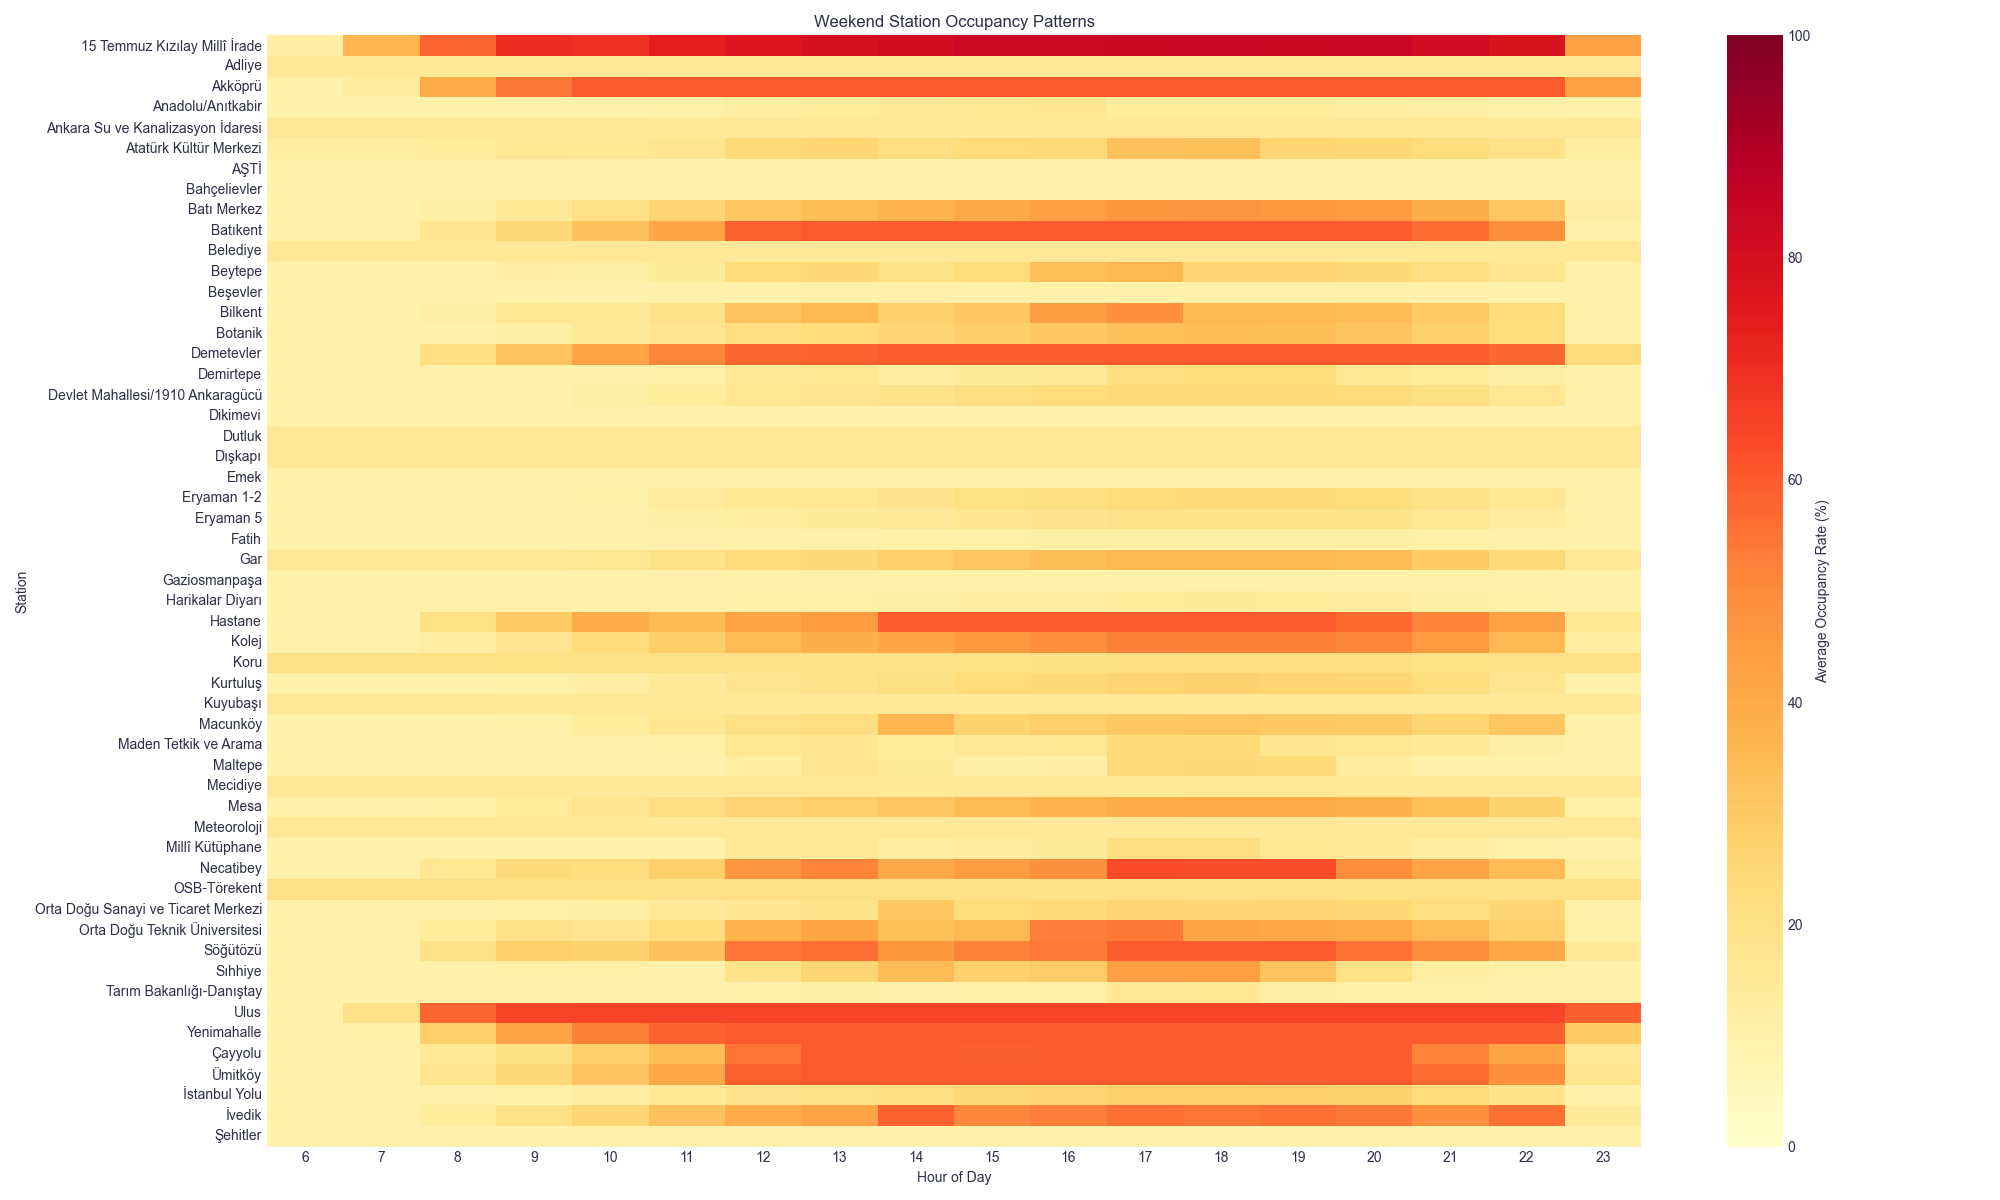 Weekend Station Occupancy Patterns
15 Temmuz Kızılay Millî İrade
Adliye
Akköprü
Anadolu/Anıtkabir
Ankara Su ve Kanalizasyon İdaresi
Atatürk Kültür Merkezi
AŞTİ
Bahçelievler
Batı Merkez
Batıkent
Belediye
Beytepe
Beşevler
Bilkent
Botanik
Demetevler
Demirtepe
Devlet Mahallesi/1910 Ankaragücü
Dikimevi
Dutluk
Dışkapı
Emek
Eryaman 1-2
Eryaman 5
Fatih
Gar
Gaziosmanpaşa
Harikalar Diyarı
Hastane
Kolej
Koru
Kurtuluş
Kuyubaşı
Macunköy
Maden Tetkik ve Arama
Maltepe
Mecidiye
Mesa
Meteoroloji
Millî Kütüphane
Necatibey
OSB-Törekent
Orta Doğu Sanayi ve Ticaret Merkezi
Orta Doğu Teknik Üniversitesi
Söğütözü
Sıhhiye
Tarım Bakanlığı-Danıştay
Ulus
Yenimahalle
Çayyolu
Ümitköy
İstanbul Yolu
İvedik
Şehitler
Station
6 7 8 9 10 11 12 13 14 15 16 17 18 19 20 21 22 23
Hour of Day
100
80
60
40
20
0
Average Occupancy Rate (%)